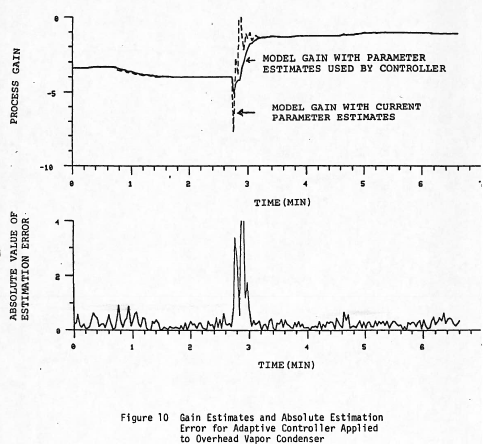 PROCESS GAIN
0
-5
-10
MODEL GAIN WITH PARAMETER
ESTIMATES USED BY CONTROLLER
MODEL GAIN WITH CURRENT
PARAMETER ESTIMATES
0 1 2 3 4 5 6 7
TIME(MIN)
ABSOLUTE VALUE OF
ESTIMATION ERROR
4
2
0
0 1 2 3 4 5 6 7
TIME(MIN)
Figure 10 Gain Estimates and Absolute Estimation
Error for Adaptive Controller Applied
to Overhead Vapor Condenser